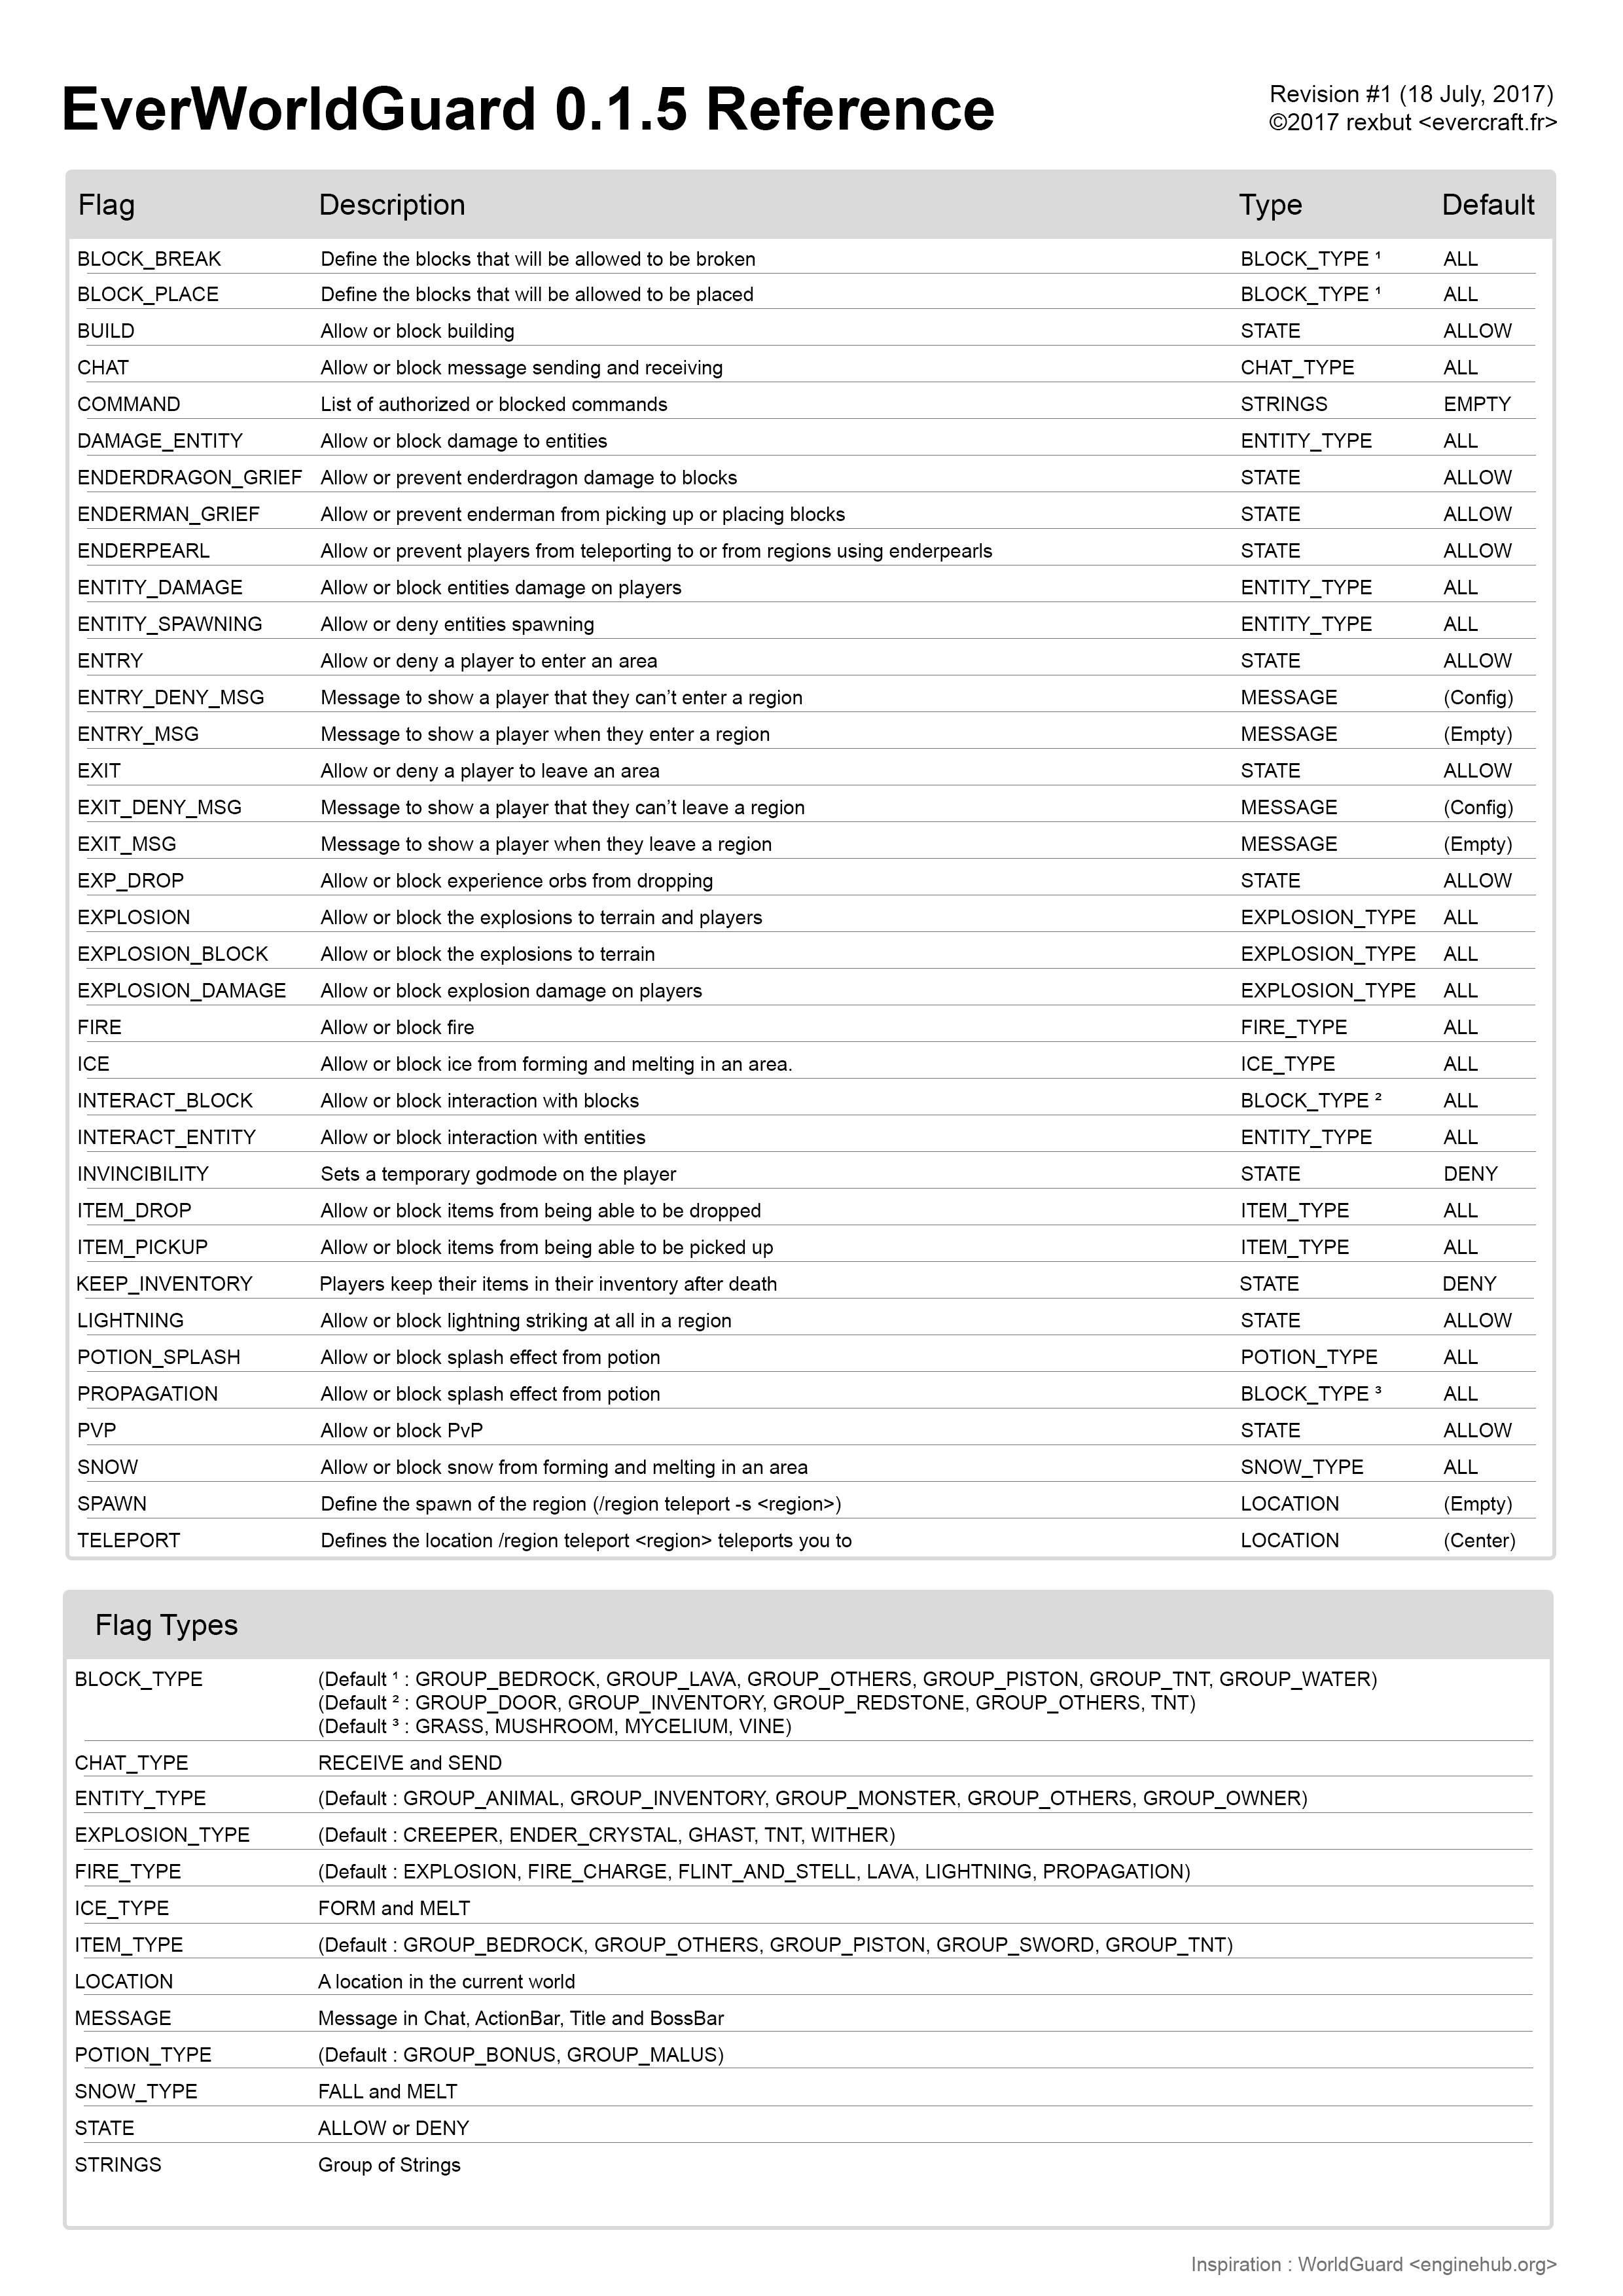 EverWorldGuard 0.1.5 Reference
Revision #1 (18 July, 2017)
©2017 rexbut <evercraft.fr>
Flag Description Type Default
BLOCK_BREAK Define the blocks that will be allowed to be broken BLOCK_TYPE ¹ ALL
BLOCK_PLACE Define the blocks that will be allowed to be placed BLOCK_TYPE ¹ ALL
BUILD Allow or block building STATE ALLOW
CHAT Allow or block message sending and receiving CHAT_TYPE ALL
COMMAND List of authorized or blocked commands STRINGS EMPTY
DAMAGE_ENTITY Allow or block damage to entities ENTITY_TYPE ALL
ENDERDRAGON_GRIEF Allow or prevent enderdragon damage to blocks STATE ALLOW
ENDERMAN_GRIEF Allow or prevent enderman from picking up or placing blocks STATE ALLOW
ENDERPEARL Allow or prevent players from teleporting to or from regions using enderpearls STATE ALLOW
ENTITY_DAMAGE Allow or block entities damage on players ENTITY_TYPE ALL
ENTITY_SPAWNING Allow or deny entities spawning ENTITY_TYPE ALL
ENTRY Allow or deny a player to enter an area STATE ALLOW
ENTRY_DENY_MSG Message to show a player that they can’t enter a region MESSAGE (Config)
ENTRY_MSG Message to show a player when they enter a region MESSAGE (Empty)
EXIT Allow or deny a player to leave an area STATE ALLOW
EXIT_DENY_MSG Message to show a player that they can’t leave a region MESSAGE (Config)
EXIT_MSG Message to show a player when they leave a region MESSAGE (Empty)
EXP_DROP Allow or block experience orbs from dropping STATE ALLOW
EXPLOSION Allow or block the explosions to terrain and players EXPLOSION_TYPE ALL
EXPLOSION_BLOCK Allow or block the explosions to terrain EXPLOSION_TYPE ALL
EXPLOSION_DAMAGE Allow or block explosion damage on players EXPLOSION_TYPE ALL
FIRE Allow or block fire FIRE_TYPE ALL
ICE Allow or block ice from forming and melting in an area. ICE_TYPE ALL
INTERACT_BLOCK Allow or block interaction with blocks BLOCK_TYPE ² ALL
INTERACT_ENTITY Allow or block interaction with entities ENTITY_TYPE ALL
INVINCIBILITY Sets a temporary godmode on the player STATE DENY
ITEM_DROP Allow or block items from being able to be dropped ITEM_TYPE ALL
ITEM_PICKUP Allow or block items from being able to be picked up ITEM_TYPE ALL
KEEP_INVENTORY Players keep their items in their inventory after death STATE DENY
LIGHTNING Allow or block lightning striking at all in a region STATE ALLOW
POTION_SPLASH Allow or block splash effect from potion POTION_TYPE ALL
PROPAGATION Allow or block splash effect from potion BLOCK_TYPE ³ ALL
PVP Allow or block PvP STATE ALLOW
SNOW Allow or block snow from forming and melting in an area SNOW_TYPE ALL
SPAWN Define the spawn of the region (/region teleport -s <region>) LOCATION (Empty)
TELEPORT Defines the location /region teleport <region> teleports you to LOCATION (Center)
Flag Types
BLOCK_TYPE (Default ¹ : GROUP_BEDROCK, GROUP_LAVA, GROUP_OTHERS, GROUP_PISTON, GROUP_TNT, GROUP_WATER)
(Default ² : GROUP_DOOR, GROUP_INVENTORY, GROUP_REDSTONE, GROUP_OTHERS, TNT)
(Default ³ : GRASS, MUSHROOM, MYCELIUM, VINE)
CHAT_TYPE RECEIVE and SEND
ENTITY_TYPE (Default : GROUP_ANIMAL, GROUP_INVENTORY, GROUP_MONSTER, GROUP_OTHERS, GROUP_OWNER)
EXPLOSION_TYPE (Default : CREEPER, ENDER_CRYSTAL, GHAST, TNT, WITHER)
FIRE_TYPE (Default : EXPLOSION, FIRE_CHARGE, FLINT_AND_STELL, LAVA, LIGHTNING, PROPAGATION)
ICE_TYPE FORM and MELT
ITEM_TYPE (Default : GROUP_BEDROCK, GROUP_OTHERS, GROUP_PISTON, GROUP_SWORD, GROUP_TNT)
LOCATION A location in the current world
MESSAGE Message in Chat, ActionBar, Title and BossBar
POTION_TYPE (Default : GROUP_BONUS, GROUP_MALUS)
SNOW_TYPE FALL and MELT
STATE ALLOW or DENY
STRINGS Group of Strings
Inspiration : WorldGuard <enginehub.org>